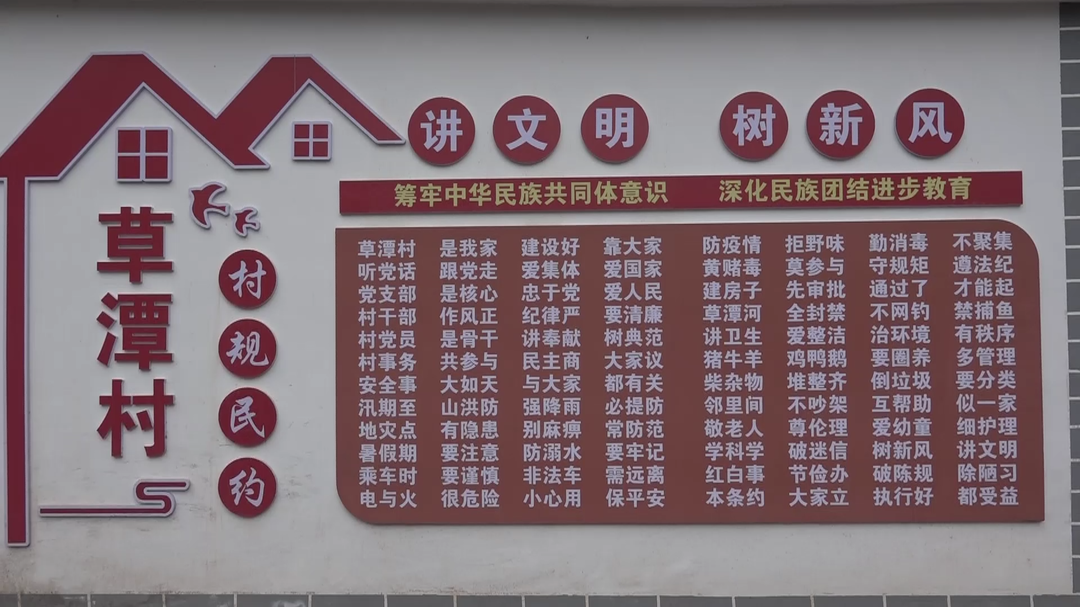 草潭村
村规民约
讲文明 树新风
筹牢中华民族共同体意识 深化民族团结进步教育
草潭村 是我家 建设好 靠大家
听党话 跟党走 爱集体 爱国家
党支部 是核心 忠于党 爱人民
村干部 作风正 纪律严 要清廉
村党员 是骨干 讲奉献 树典范
村事务 共参与 民主商 大家议
安全事 大如天 与大家 都有关
汛期至 山洪防 强降雨 必提防
地灾点 有隐患 别麻痹 常防范
暑假期 要注意 防溺水 要牢记
乘车时 要谨慎 非法车 需远离
电与火 很危险 小心用 保平安
防疫情 拒野味 勤消毒 不聚集
黄赌毒 莫参与 守规矩 遵法纪
建房子 先审批 通过了 才能起
草潭河 全封禁 不网钓 禁捕鱼
讲卫生 爱整洁 治环境 有秩序
猪牛羊 鸡鸭鹅 要圈养 多管理
柴杂物 堆整齐 倒垃圾 要分类
邻里间 不吵架 互帮助 似一家
敬老人 尊伦理 爱幼童 细护理
学科学 破迷信 树新风 讲文明
红白事 节俭办 破陈规 除陋习
本条约 大家立 执行好 都受益